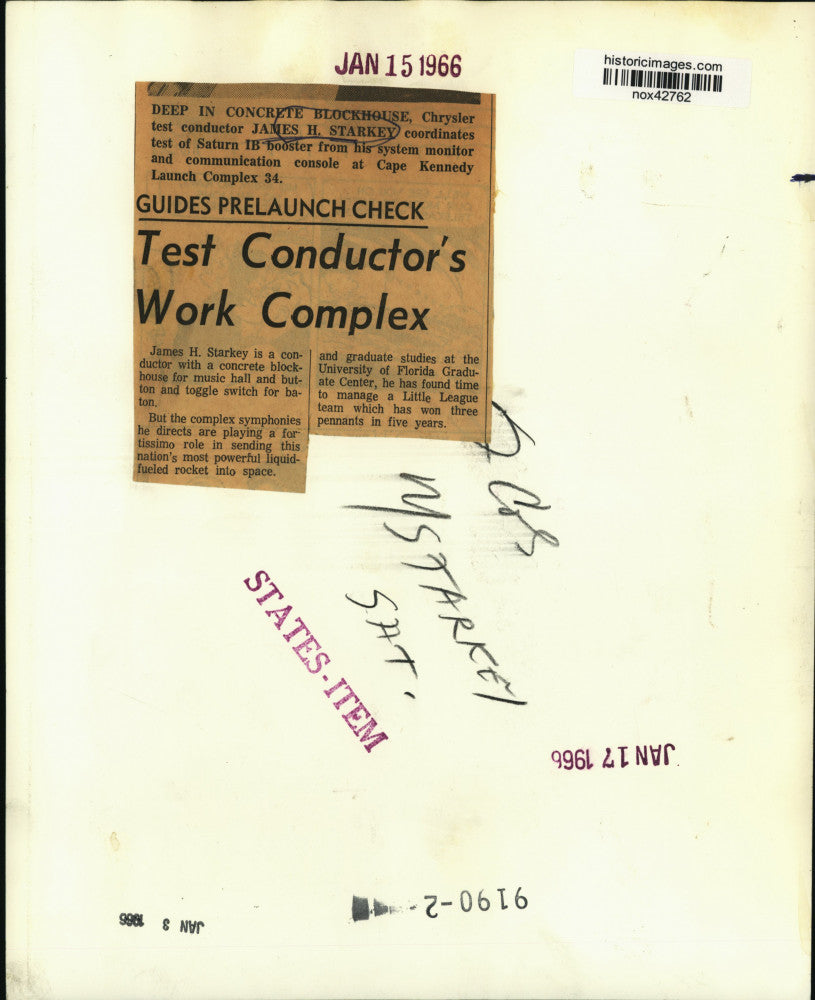 JAN 15 1966
historicimages.com
nox42762
DEEP IN CONCRETE BLOCKHOUSE, Chrysler
test conductor JAMES H. STARKEY coordinates
test of Saturn IB booster from his system monitor
and communication console at Cape Kennedy
Launch Complex 34.
GUIDES PRELAUNCH CHECK
Test Conductor's
Work Complex
James H. Starkey is a con-
ductor with a concrete block-
house for music hall and but-
ton and toggle switch for ba-
ton.
But the complex symphonies
he directs are playing a for-
tissimo role in sending this
nation's most powerful liquid-
fueled rocket into space.
and graduate studies at the
University of Florida Gradu-
ate Center, he has found time
to manage a Little League
team which has won three
pennants in five years.
2 Col
W/STARKEY
SAT.
STATES-ITEM
JAN 17 1966
9190-2
JAN 3 1966